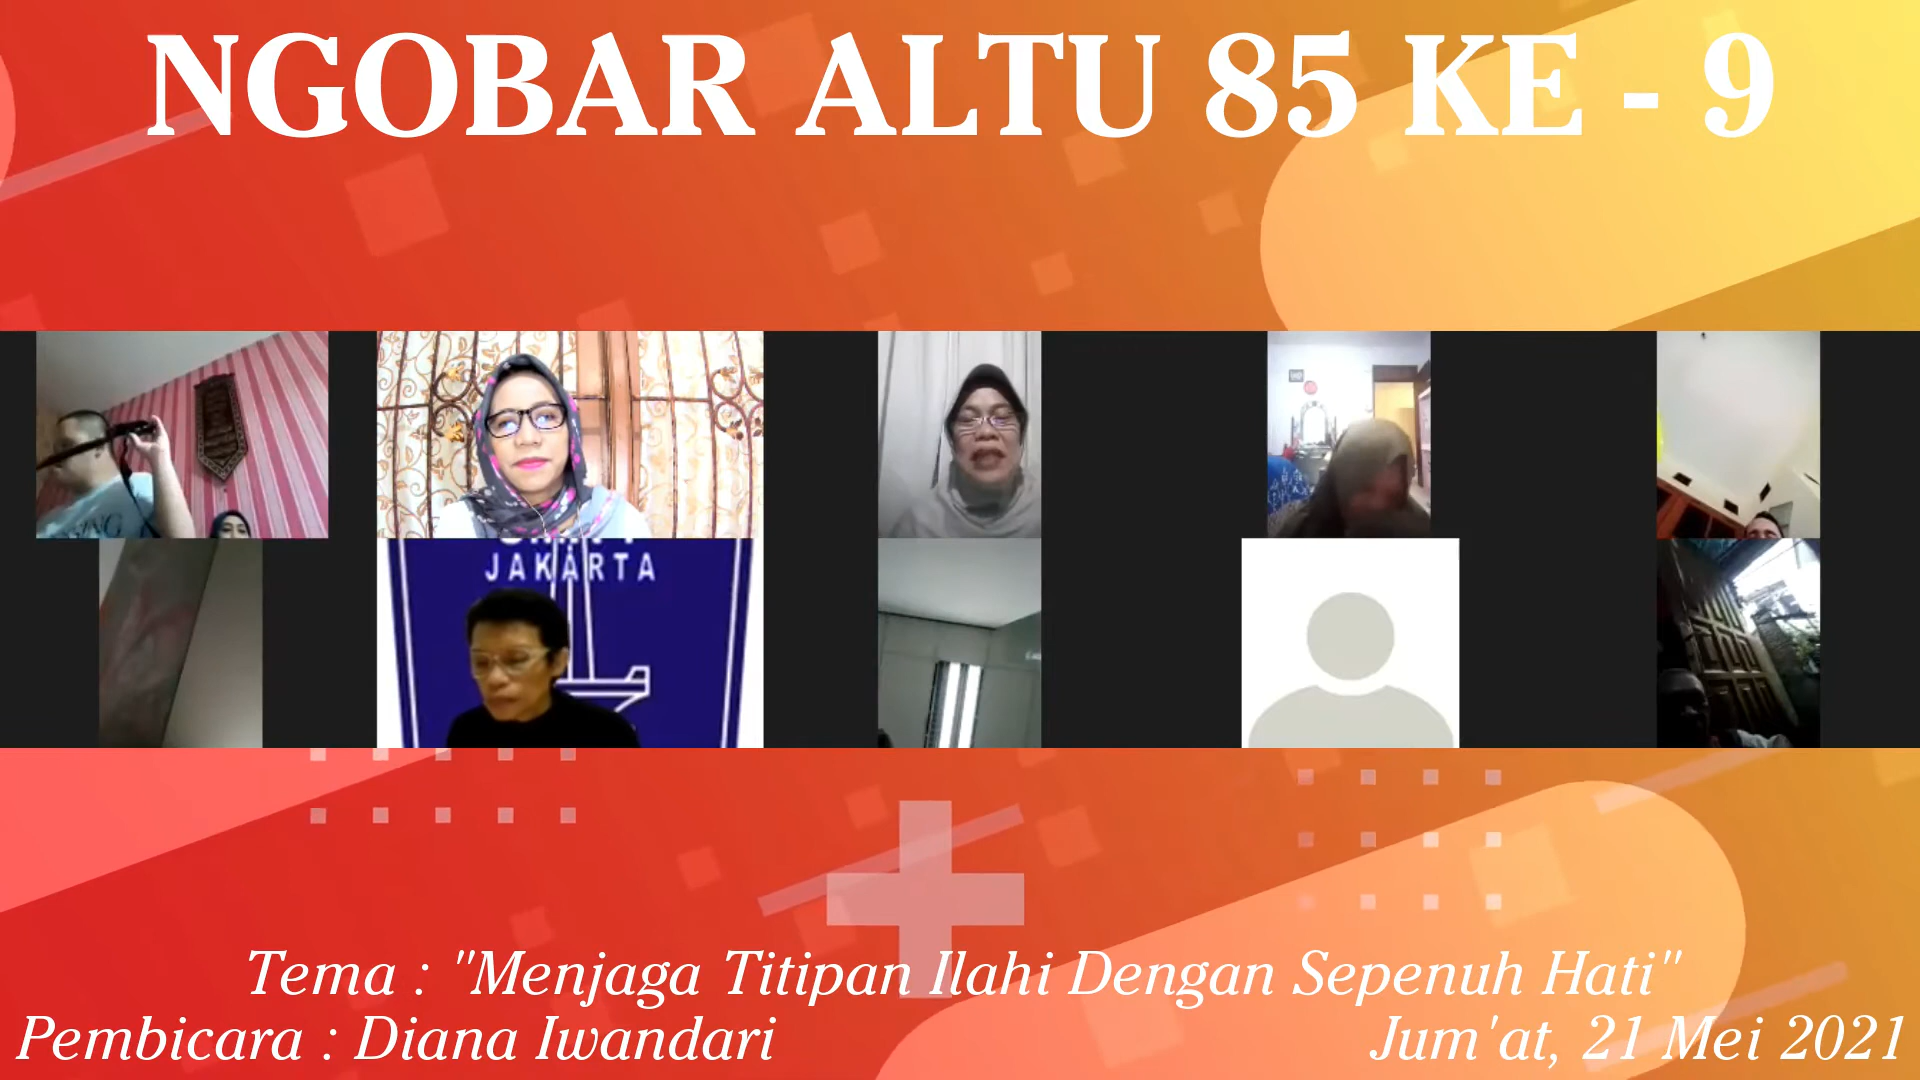 NGOBAR ALTU 85 KE - 9
JAKARTA
Tema : "Menjaga Titipan Ilahi Dengan Sepenuh Hati"
Pembicara : Diana Iwandari
Jum'at, 21 Mei 2021